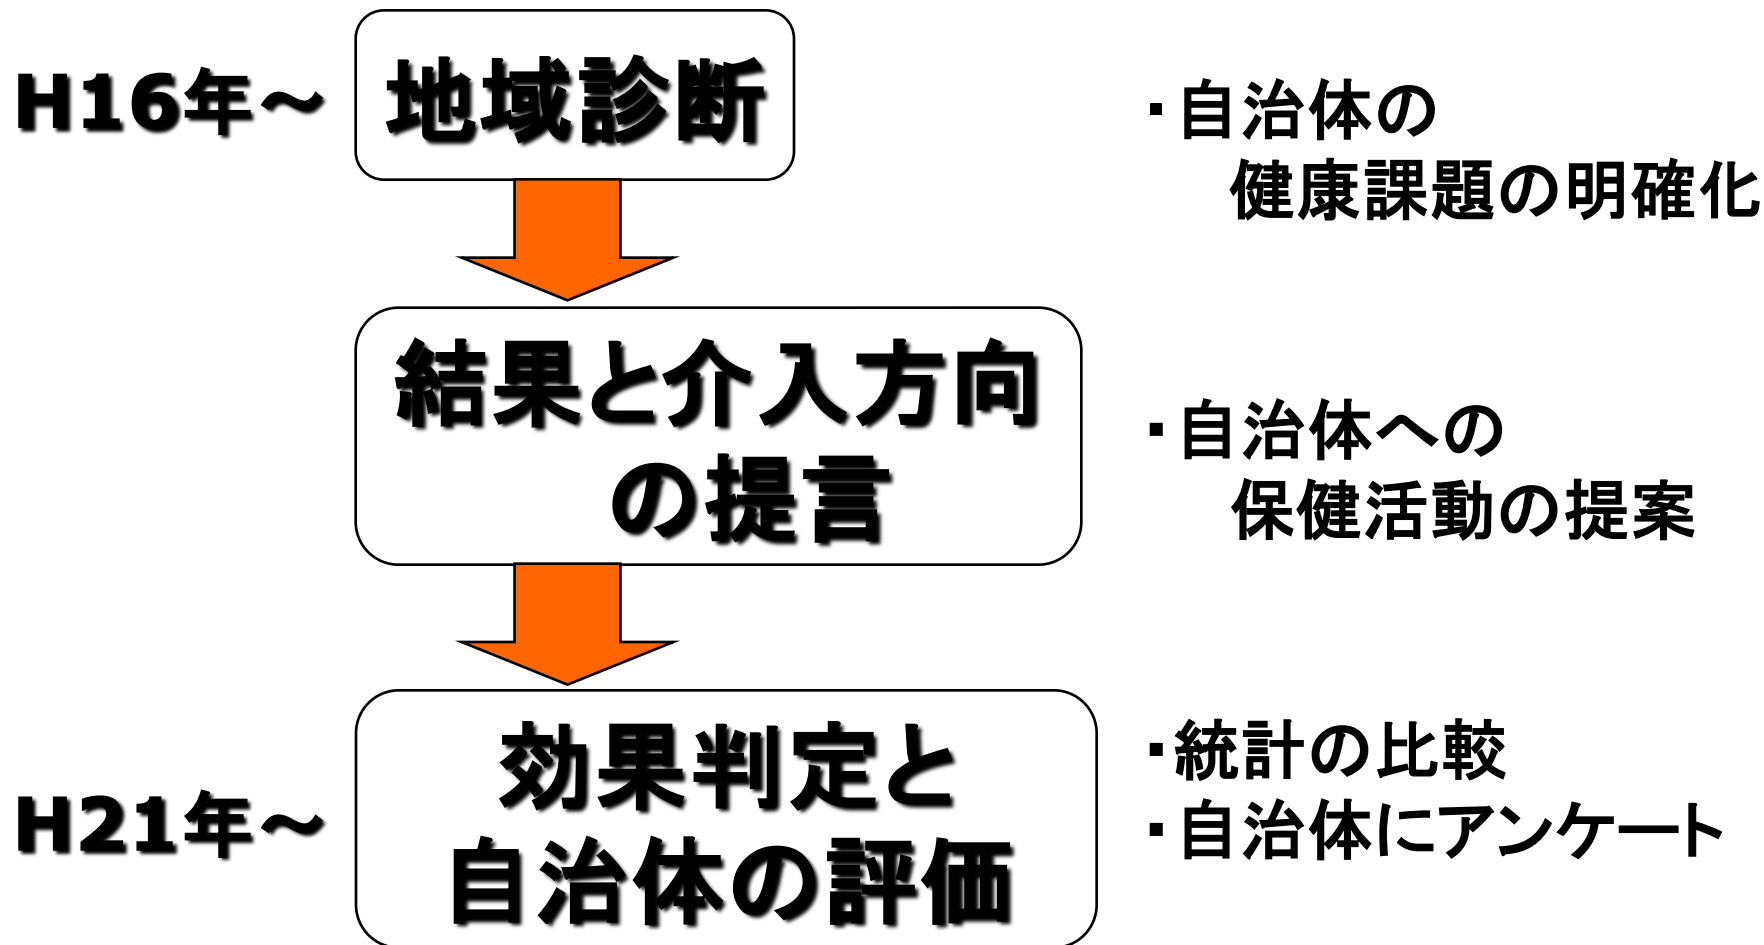 H16年～
地域診断
・自治体の
健康課題の明確化
結果と介入方向
の提言
・自治体への
保健活動の提案
H21年～
効果判定と
自治体の評価
・統計の比較
・自治体にアンケート